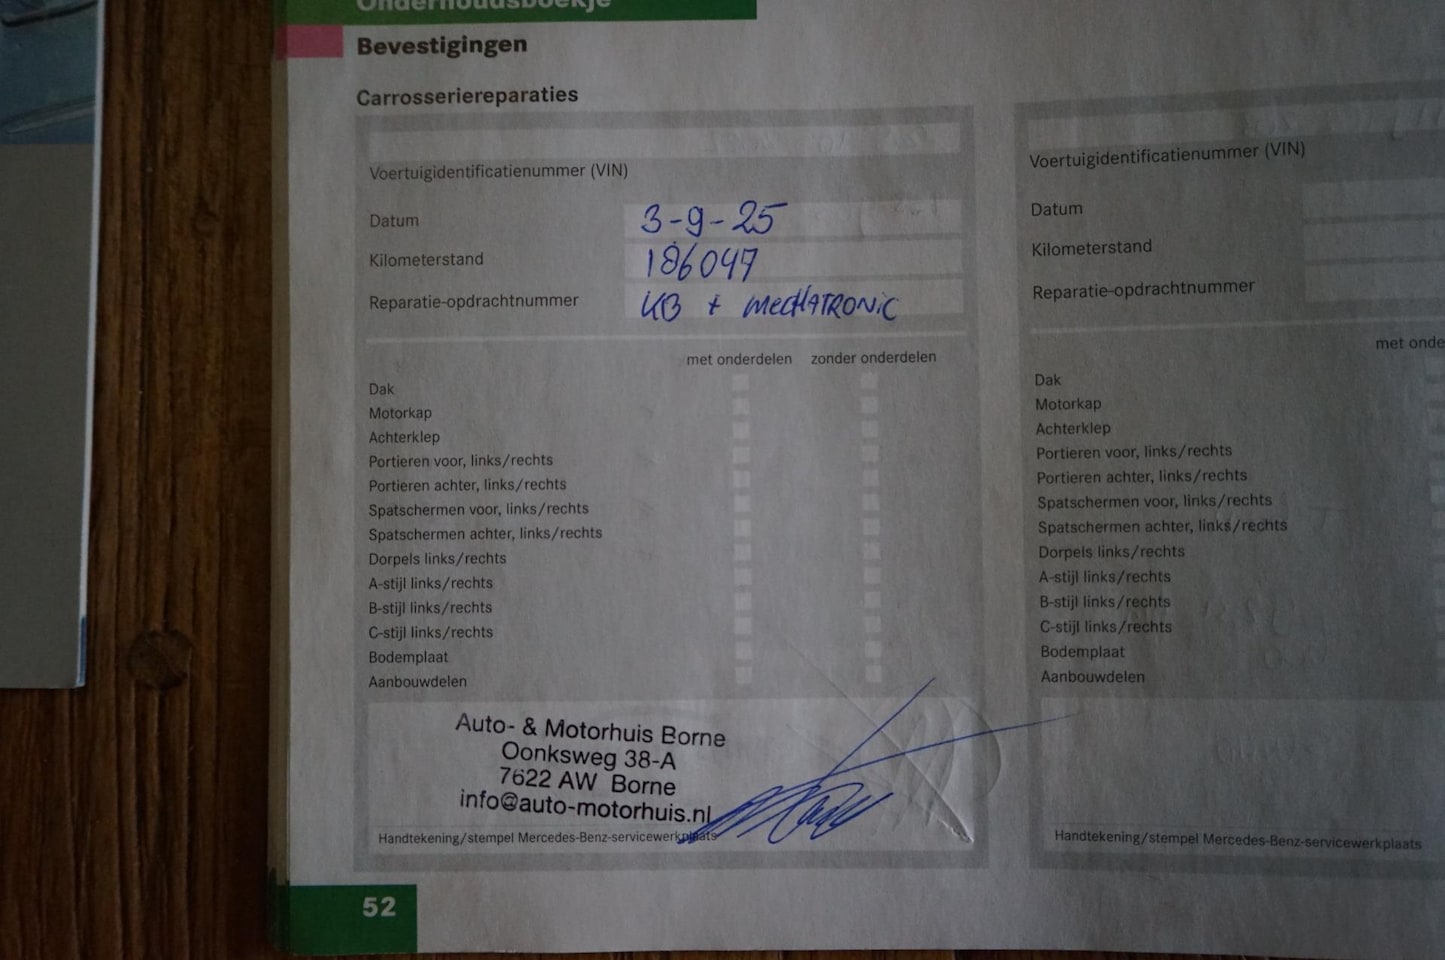 Onderhoudsboekje
Bevestigingen
Carrosseriereparaties
Voertuigidentificatienummer (VIN)
Datum 3-9-25
Kilometerstand 186047
Reparatie-opdrachtnummer KB + MECHATRONIC
met onderdelen zonder onderdelen
Dak
Motorkap
Achterklep
Portieren voor, links/rechts
Portieren achter, links/rechts
Spatschermen voor, links/rechts
Spatschermen achter, links/rechts
Dorpels links/rechts
A-stijl links/rechts
B-stijl links/rechts
C-stijl links/rechts
Bodemplaat
Aanbouwdelen
Auto- & Motorhuis Borne
Oonksweg 38-A
7622 AW Borne
info@auto-motorhuis.nl
Handtekening/stempel Mercedes-Benz-servicewerkplaats
52
Voertuigidentificatienummer (VIN)
Datum
Kilometerstand
Reparatie-opdrachtnummer
met onde
Dak
Motorkap
Achterklep
Portieren voor, links/rechts
Portieren achter, links/rechts
Spatschermen voor, links/rechts
Spatschermen achter, links/rechts
Dorpels links/rechts
A-stijl links/rechts
B-stijl links/rechts
C-stijl links/rechts
Bodemplaat
Aanbouwdelen
Handtekening/stempel Mercedes-Benz-servicewerkplaats